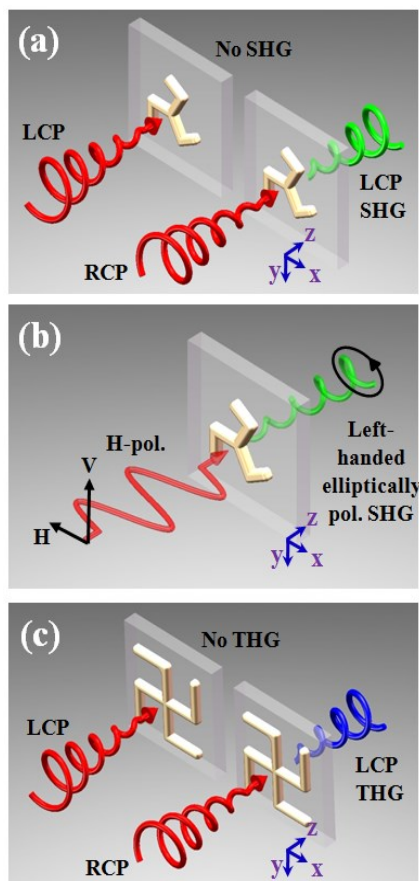 (a)
No SHG
LCP
LCP
SHG
RCP
z
y
x
(b)
H-pol.
V
H
Left-
handed
elliptically
pol. SHG
z
y
x
(c)
No THG
LCP
LCP
THG
RCP
z
y
x